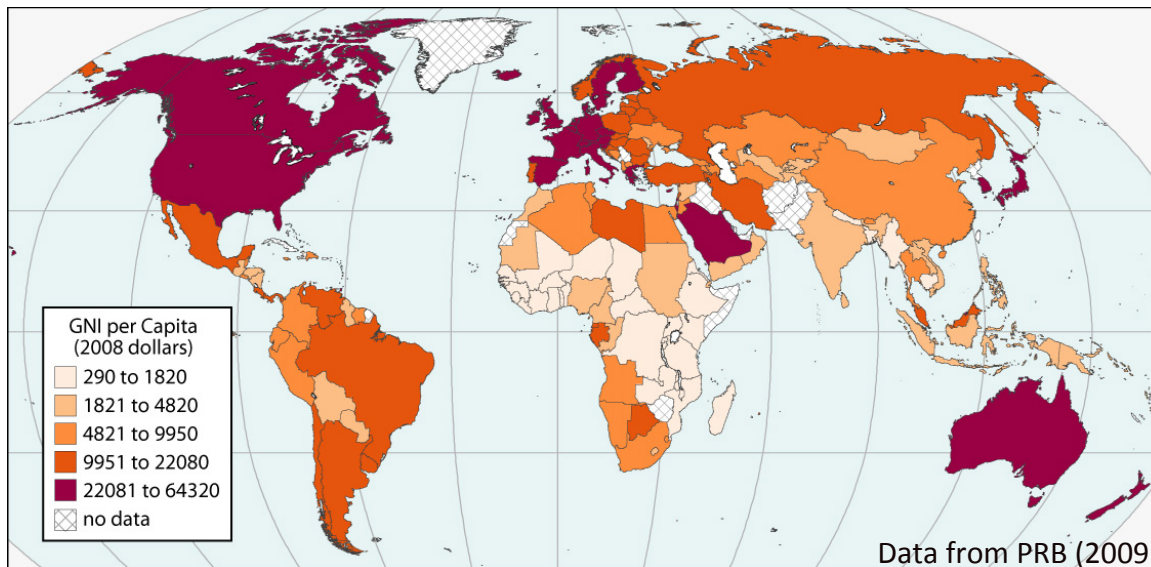 GNI per Capita
(2008 dollars)
290 to 1820
1821 to 4820
4821 to 9950
9951 to 22080
22081 to 64320
no data
Data from PRB (2009